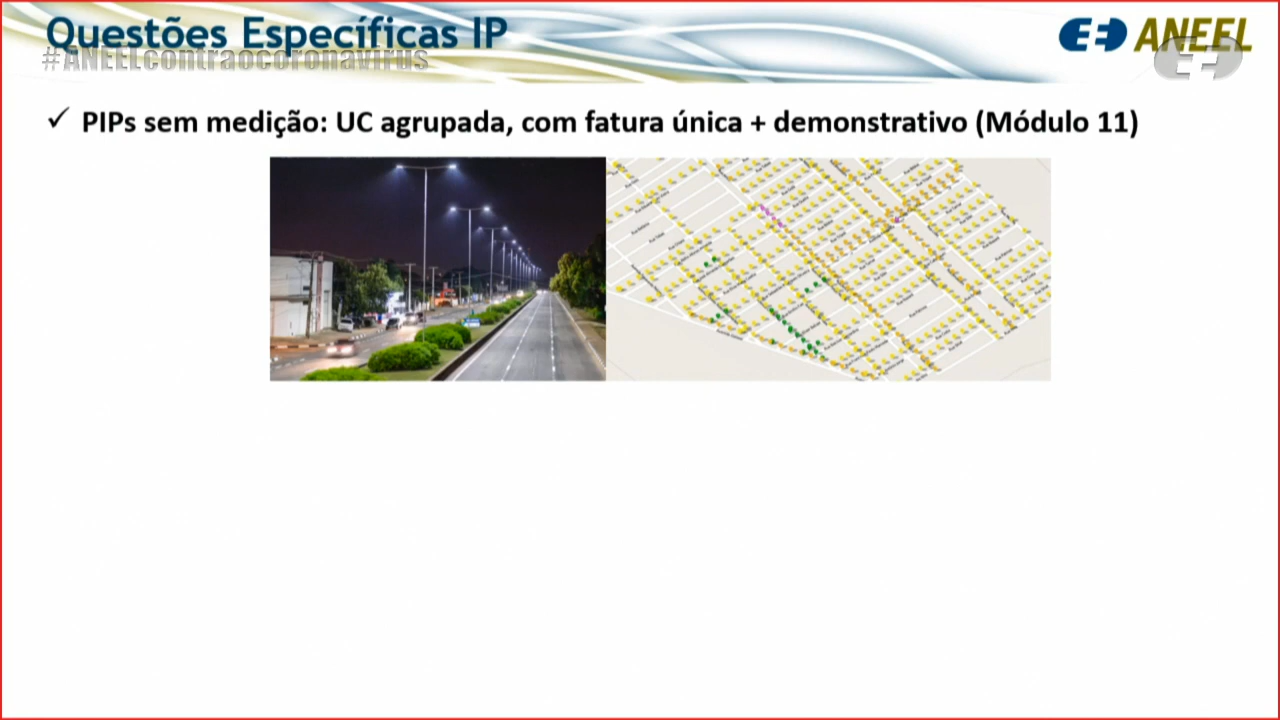 Questões Específicas IP
#ANEELcontraocoronavirus
ANEEL
✓ PIPs sem medição: UC agrupada, com fatura única + demonstrativo (Módulo 11)